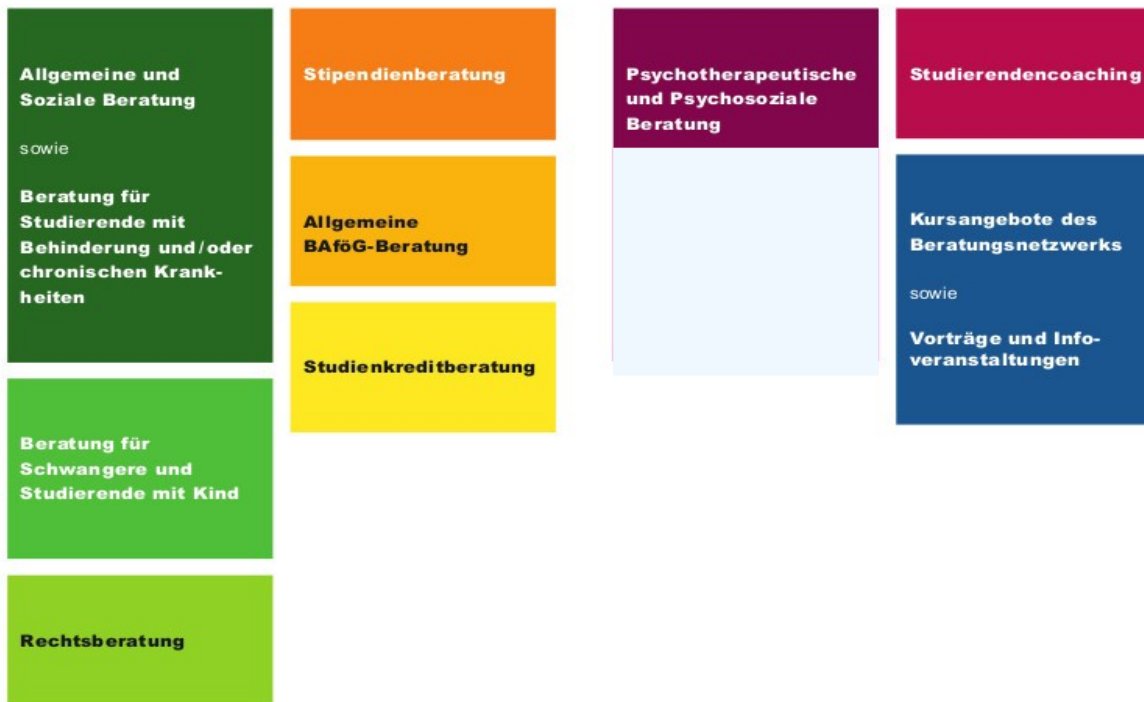 Allgemeine und
Soziale Beratung
sowie
Beratung für
Studierende mit
Behinderung und/oder
chronischen Krank-
heiten
Beratung für
Schwangere und
Studierende mit Kind
Rechtsberatung
Stipendienberatung
Allgemeine
BAföG-Beratung
Studienkreditberatung
Psychotherapeutische
und Psychosoziale
Beratung
Studierendencoaching
Kursangebote des
Beratungsnetzwerks
sowie
Vorträge und Info-
veranstaltungen